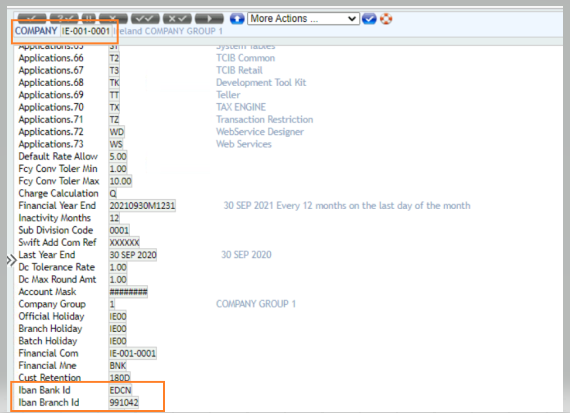 More Actions ...
COMPANY IE-001-0001 Ireland COMPANY GROUP 1
Applications.65 ST System Tables
Applications.66 T2 TCIB Common
Applications.67 T3 TCIB Retail
Applications.68 TK Development Tool Kit
Applications.69 TT Teller
Applications.70 TX TAX ENGINE
Applications.71 TZ Transaction Restriction
Applications.72 WD WebService Designer
Applications.73 WS Web Services
Default Rate Allow 5.00
Fcy Conv Toler Min 1.00
Fcy Conv Toler Max 10.00
Charge Calculation Q
Financial Year End 20210930M1231 30 SEP 2021 Every 12 months on the last day of the month
Inactivity Months 12
Sub Division Code 0001
Swift Add Com Ref XXXXXX
Last Year End 30 SEP 2020 30 SEP 2020
Dc Tolerance Rate 1.00
Dc Max Round Amt 1.00
Account Mask ########
Company Group 1 COMPANY GROUP 1
Official Holiday IE00
Branch Holiday IE00
Batch Holiday IE00
Financial Com IE-001-0001
Financial Mne BNK
Cust Retention 180D
Iban Bank Id EDCN
Iban Branch Id 991042